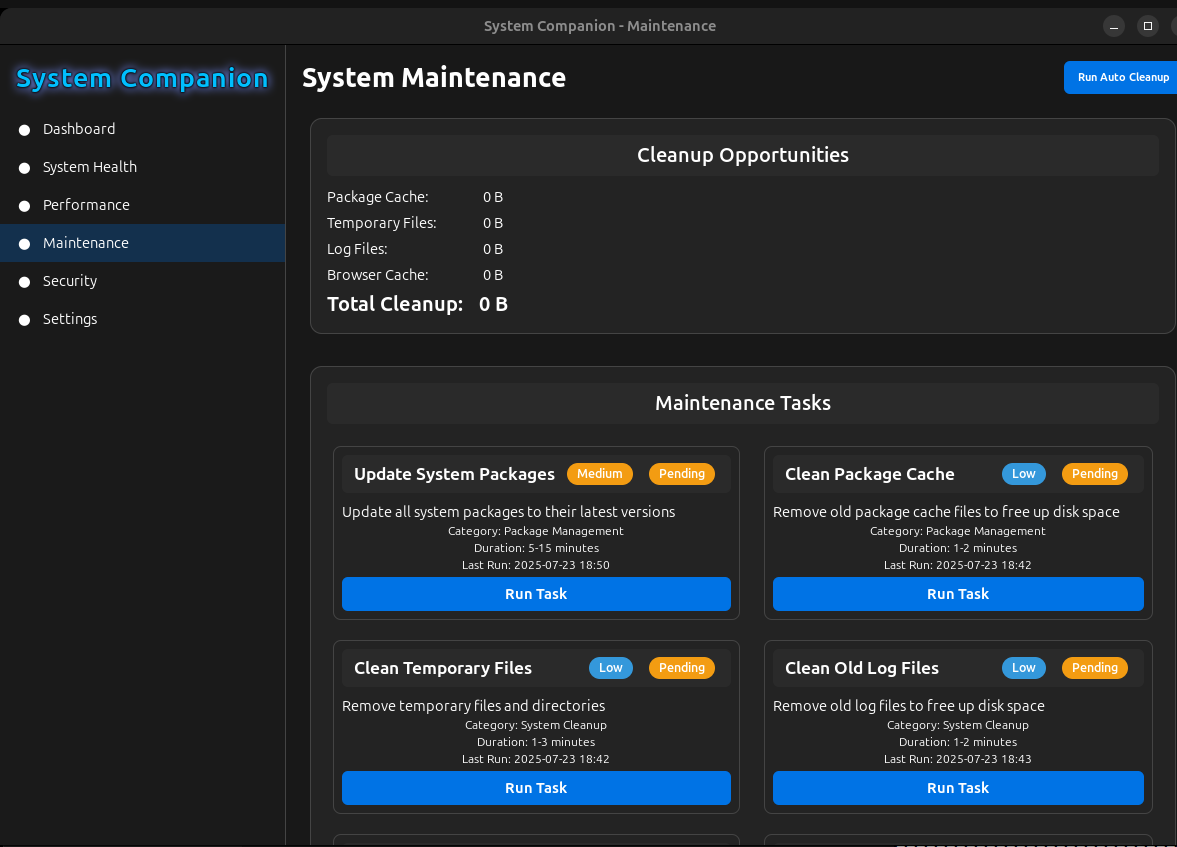 System Companion - Maintenance
System Companion
Dashboard
System Health
Performance
Maintenance
Security
Settings
System Maintenance
Run Auto Cleanup
Cleanup Opportunities
Package Cache: 0 B
Temporary Files: 0 B
Log Files: 0 B
Browser Cache: 0 B
Total Cleanup: 0 B
Maintenance Tasks
Update System Packages Medium Pending
Update all system packages to their latest versions
Category: Package Management
Duration: 5-15 minutes
Last Run: 2025-07-23 18:50
Run Task
Clean Package Cache Low Pending
Remove old package cache files to free up disk space
Category: Package Management
Duration: 1-2 minutes
Last Run: 2025-07-23 18:42
Run Task
Clean Temporary Files Low Pending
Remove temporary files and directories
Category: System Cleanup
Duration: 1-3 minutes
Last Run: 2025-07-23 18:42
Run Task
Clean Old Log Files Low Pending
Remove old log files to free up disk space
Category: System Cleanup
Duration: 1-2 minutes
Last Run: 2025-07-23 18:43
Run Task